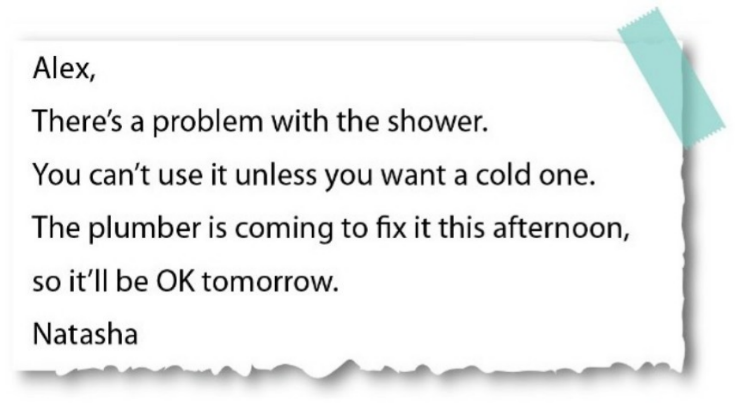 Alex,
There’s a problem with the shower.
You can’t use it unless you want a cold one.
The plumber is coming to fix it this afternoon,
so it’ll be OK tomorrow.
Natasha